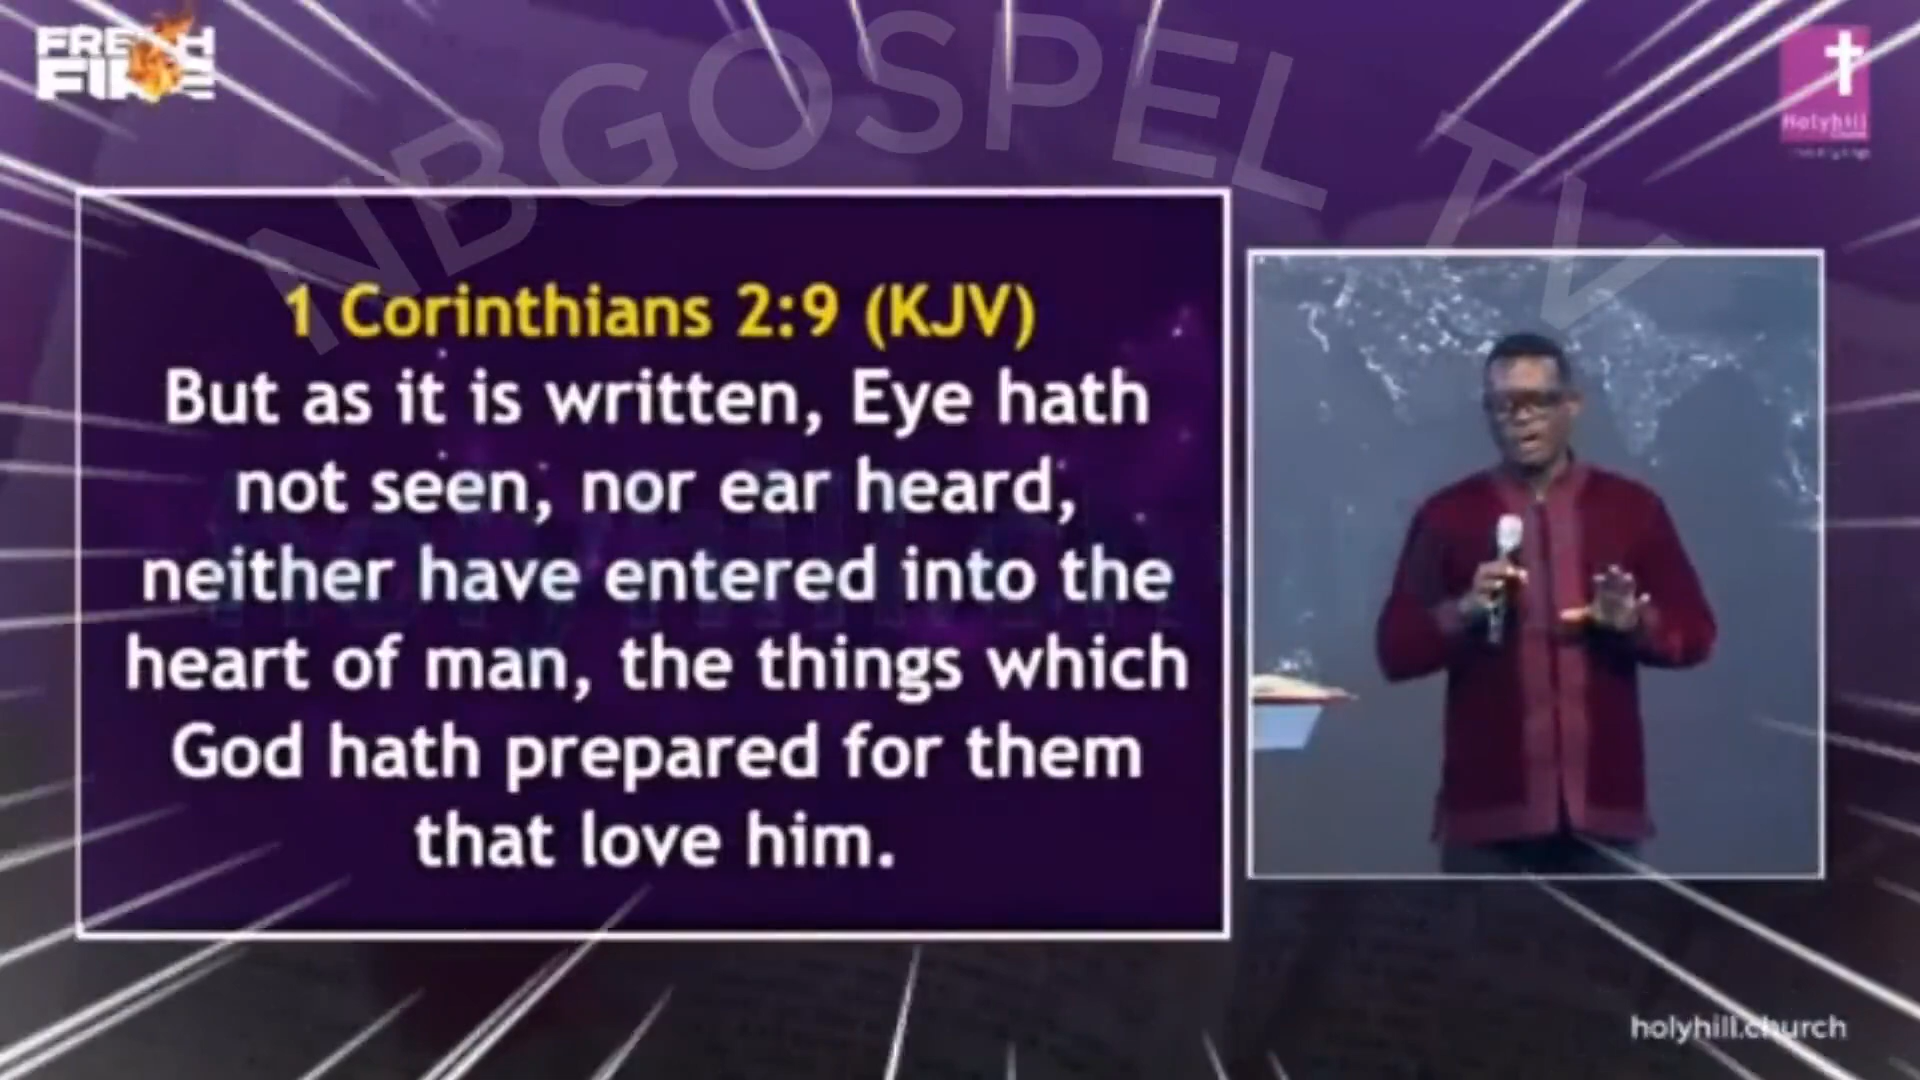 FRESH
FIRE
NBGOSPEL TV
Holyhill
1 Corinthians 2:9 (KJV)
But as it is written, Eye hath
not seen, nor ear heard,
neither have entered into the
heart of man, the things which
God hath prepared for them
that love him.
holyhill.church